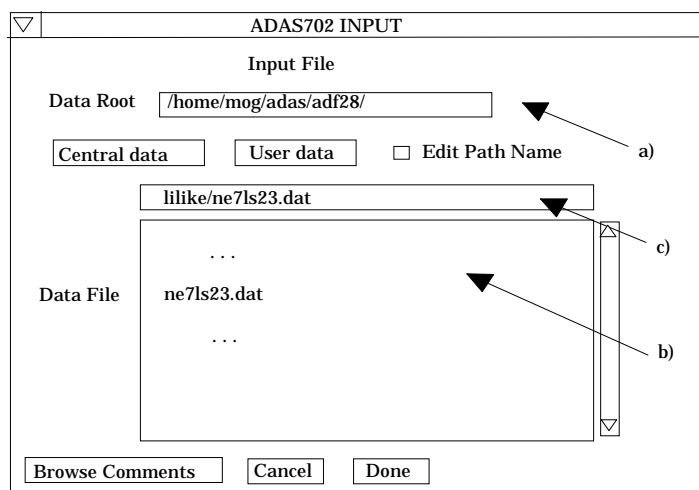 ADAS702 INPUT
Input File
Data Root /home/mog/adas/adf28/
a)
Central data User data Edit Path Name
lilike/ne7ls23.dat
c)
. . .
Data File ne7ls23.dat
. . .
b)
Browse Comments Cancel Done